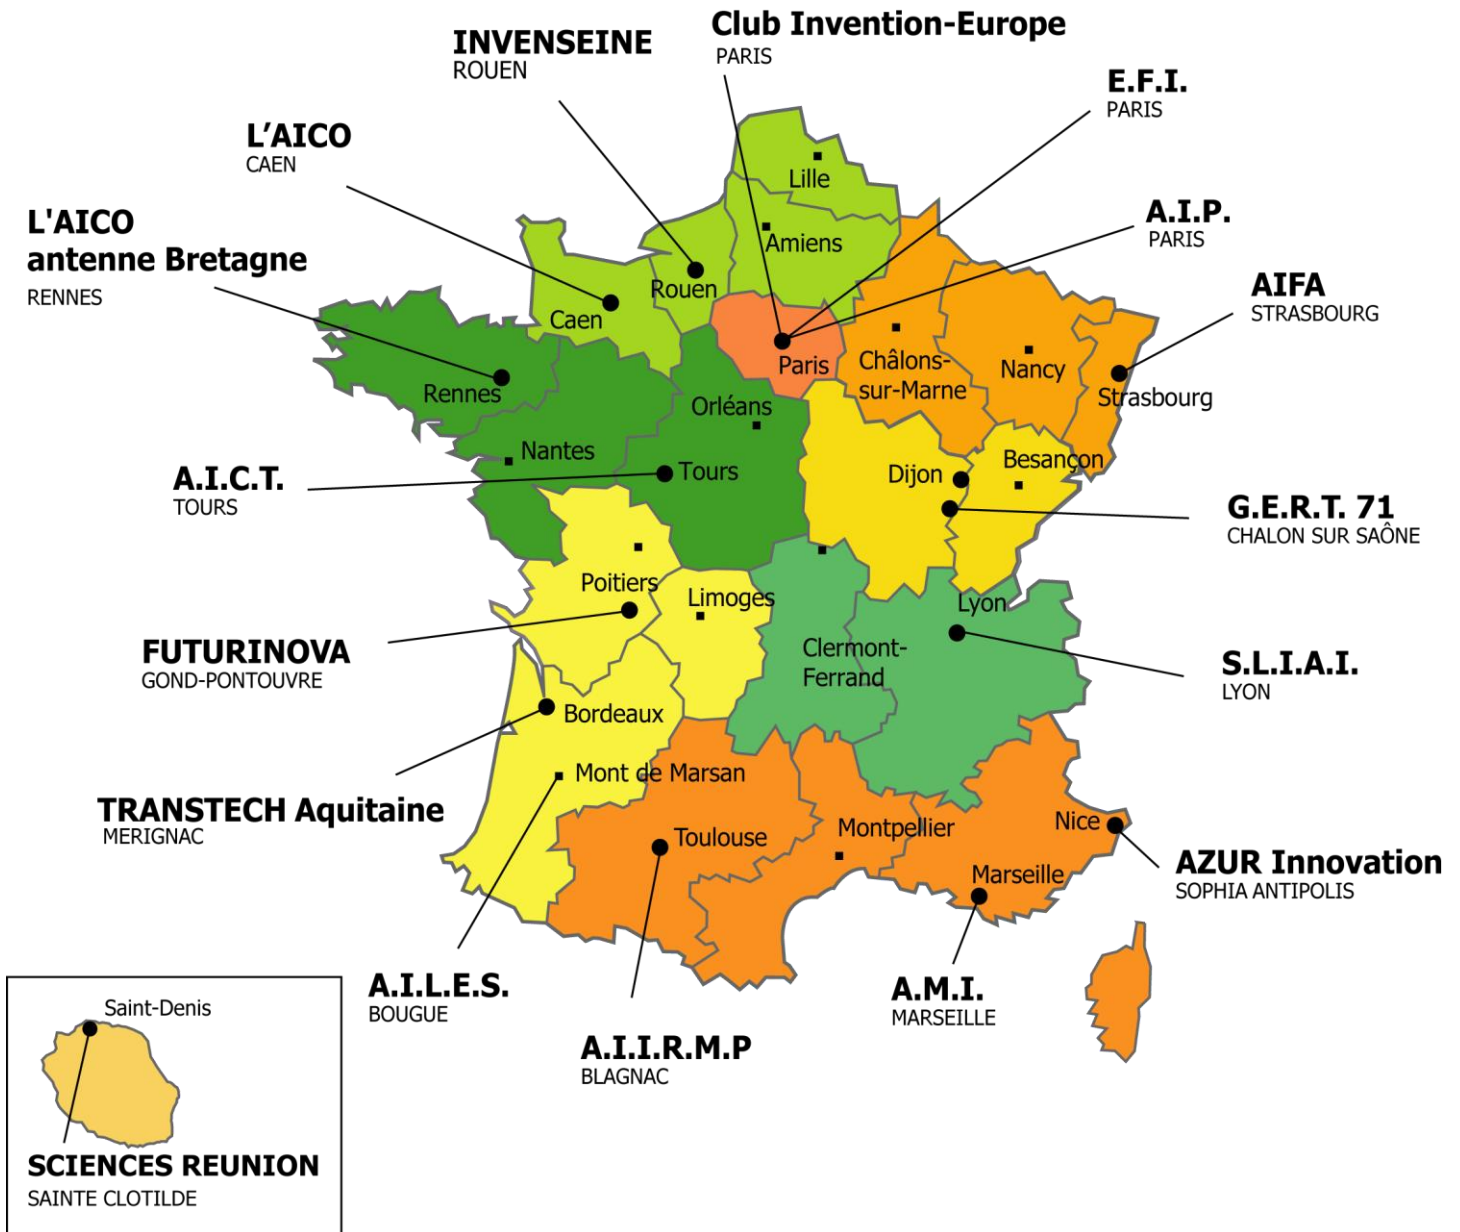 Club Invention-Europe
PARIS
INVENSEINE
ROUEN
E.F.I.
PARIS
L’AICO
CAEN
A.I.P.
PARIS
L'AICO
antenne Bretagne
RENNES
AIFA
STRASBOURG
Lille
Amiens
Rouen
Caen
Paris
Châlons-
sur-Marne
Nancy
Strasbourg
Rennes
Orléans
Nantes
Tours
Dijon
Besançon
A.I.C.T.
TOURS
G.E.R.T. 71
CHALON SUR SAÔNE
Poitiers
Limoges
Lyon
Clermont-
Ferrand
FUTURINOVA
GOND-PONTOUVRE
S.L.I.A.I.
LYON
Bordeaux
Mont de Marsan
TRANSTECH Aquitaine
MERIGNAC
Toulouse
Montpellier
Nice
Marseille
AZUR Innovation
SOPHIA ANTIPOLIS
A.I.L.E.S.
BOUGUE
A.M.I.
MARSEILLE
A.I.I.R.M.P
BLAGNAC
Saint-Denis
SCIENCES REUNION
SAINTE CLOTILDE